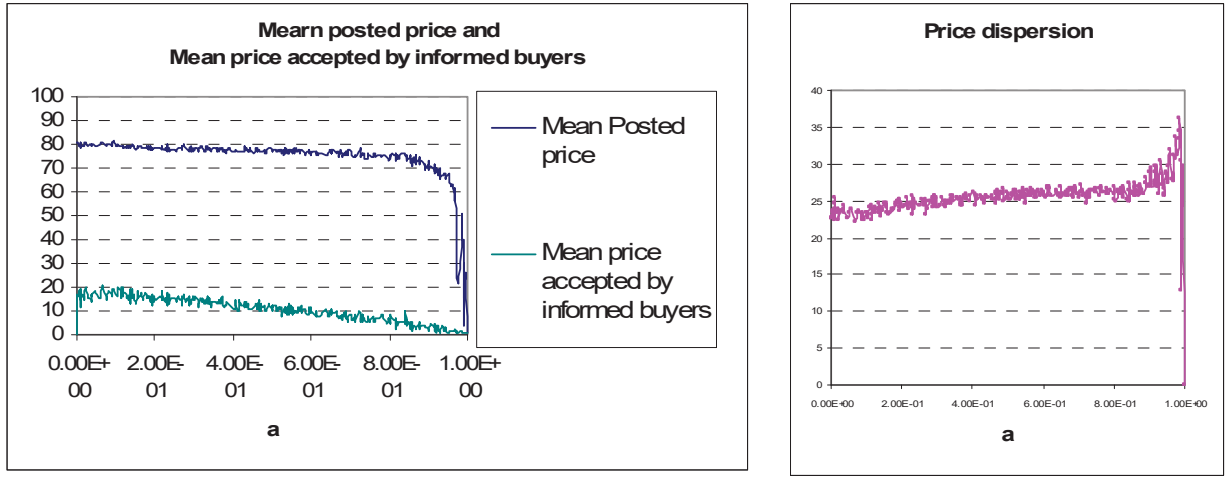 Mearn posted price and
Mean price accepted by informed buyers
100
90
80
70
60
50
40
30
20
10
0
0.00E+
00
2.00E-
01
4.00E-
01
6.00E-
01
8.00E-
01
1.00E+
00
a
Mean Posted
price
Mean price
accepted by
informed buyers
Price dispersion
40
35
30
25
20
15
10
5
0
0.00E+00 2.00E-01 4.00E-01 6.00E-01 8.00E-01 1.00E+00
a